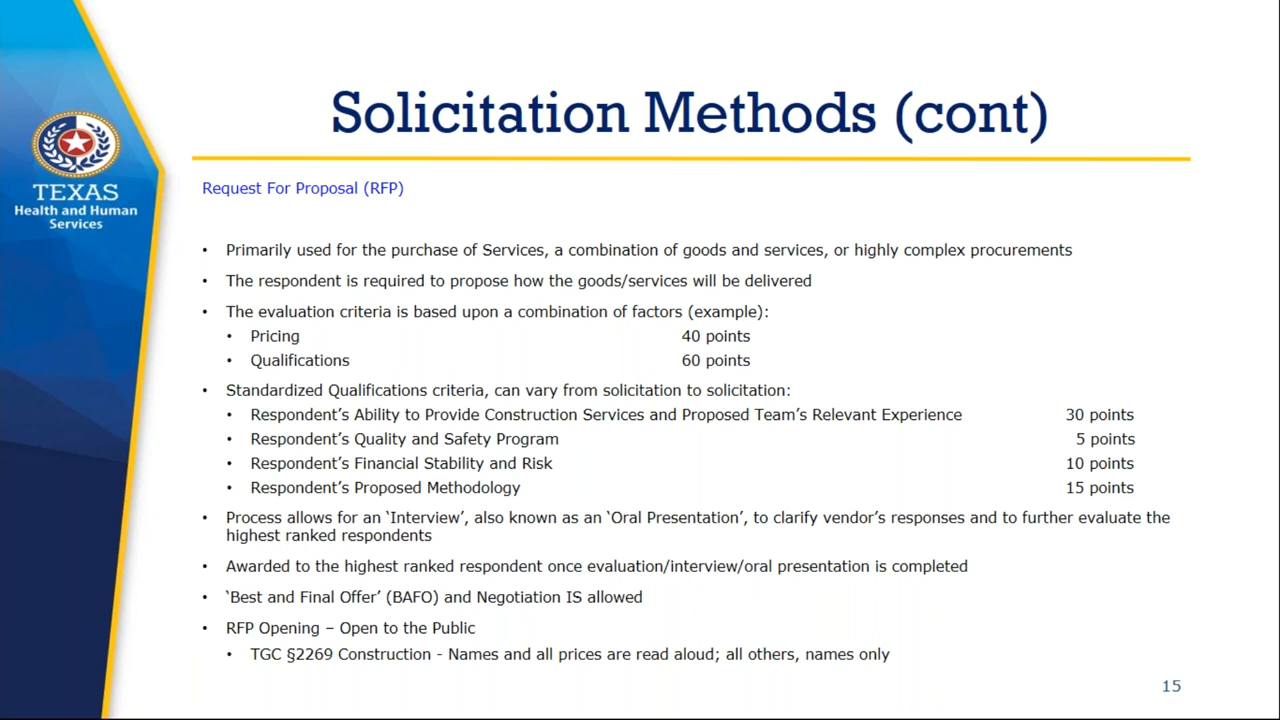 Solicitation Methods (cont)
TEXAS
Health and Human
Services
Request For Proposal (RFP)
• Primarily used for the purchase of Services, a combination of goods and services, or highly complex procurements
• The respondent is required to propose how the goods/services will be delivered
• The evaluation criteria is based upon a combination of factors (example):
• Pricing 40 points
• Qualifications 60 points
• Standardized Qualifications criteria, can vary from solicitation to solicitation:
• Respondent’s Ability to Provide Construction Services and Proposed Team’s Relevant Experience 30 points
• Respondent’s Quality and Safety Program 5 points
• Respondent’s Financial Stability and Risk 10 points
• Respondent’s Proposed Methodology 15 points
• Process allows for an ‘Interview’, also known as an ‘Oral Presentation’, to clarify vendor’s responses and to further evaluate the
highest ranked respondents
• Awarded to the highest ranked respondent once evaluation/interview/oral presentation is completed
• ‘Best and Final Offer’ (BAFO) and Negotiation IS allowed
• RFP Opening – Open to the Public
• TGC §2269 Construction - Names and all prices are read aloud; all others, names only
15